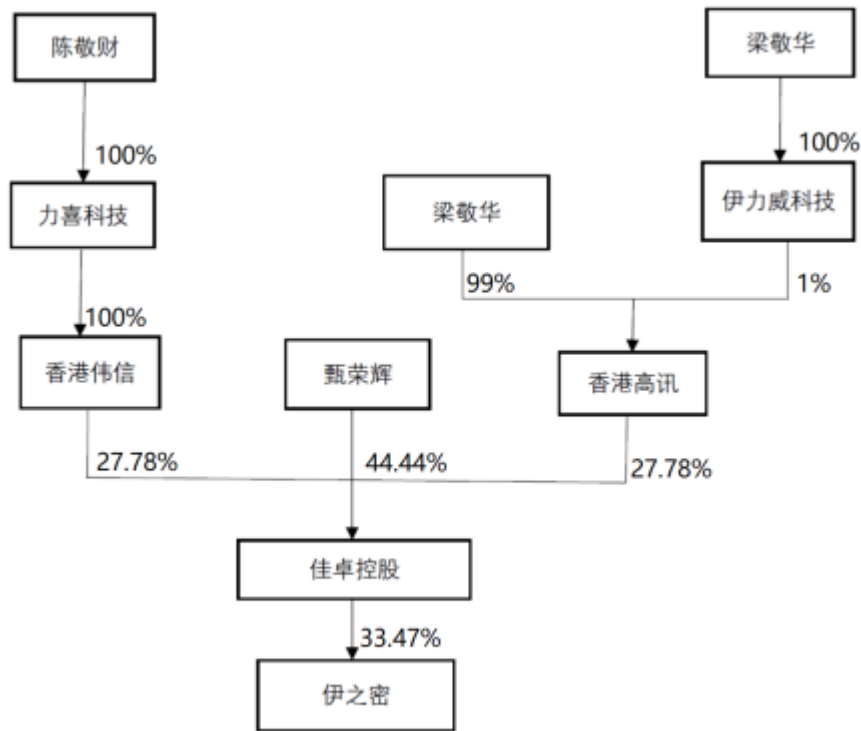 陈敬财
梁敬华
100%
100%
力喜科技
梁敬华
伊力威科技
99%
1%
100%
香港伟信
甄荣辉
香港高讯
27.78%
44.44%
27.78%
佳卓控股
33.47%
伊之密